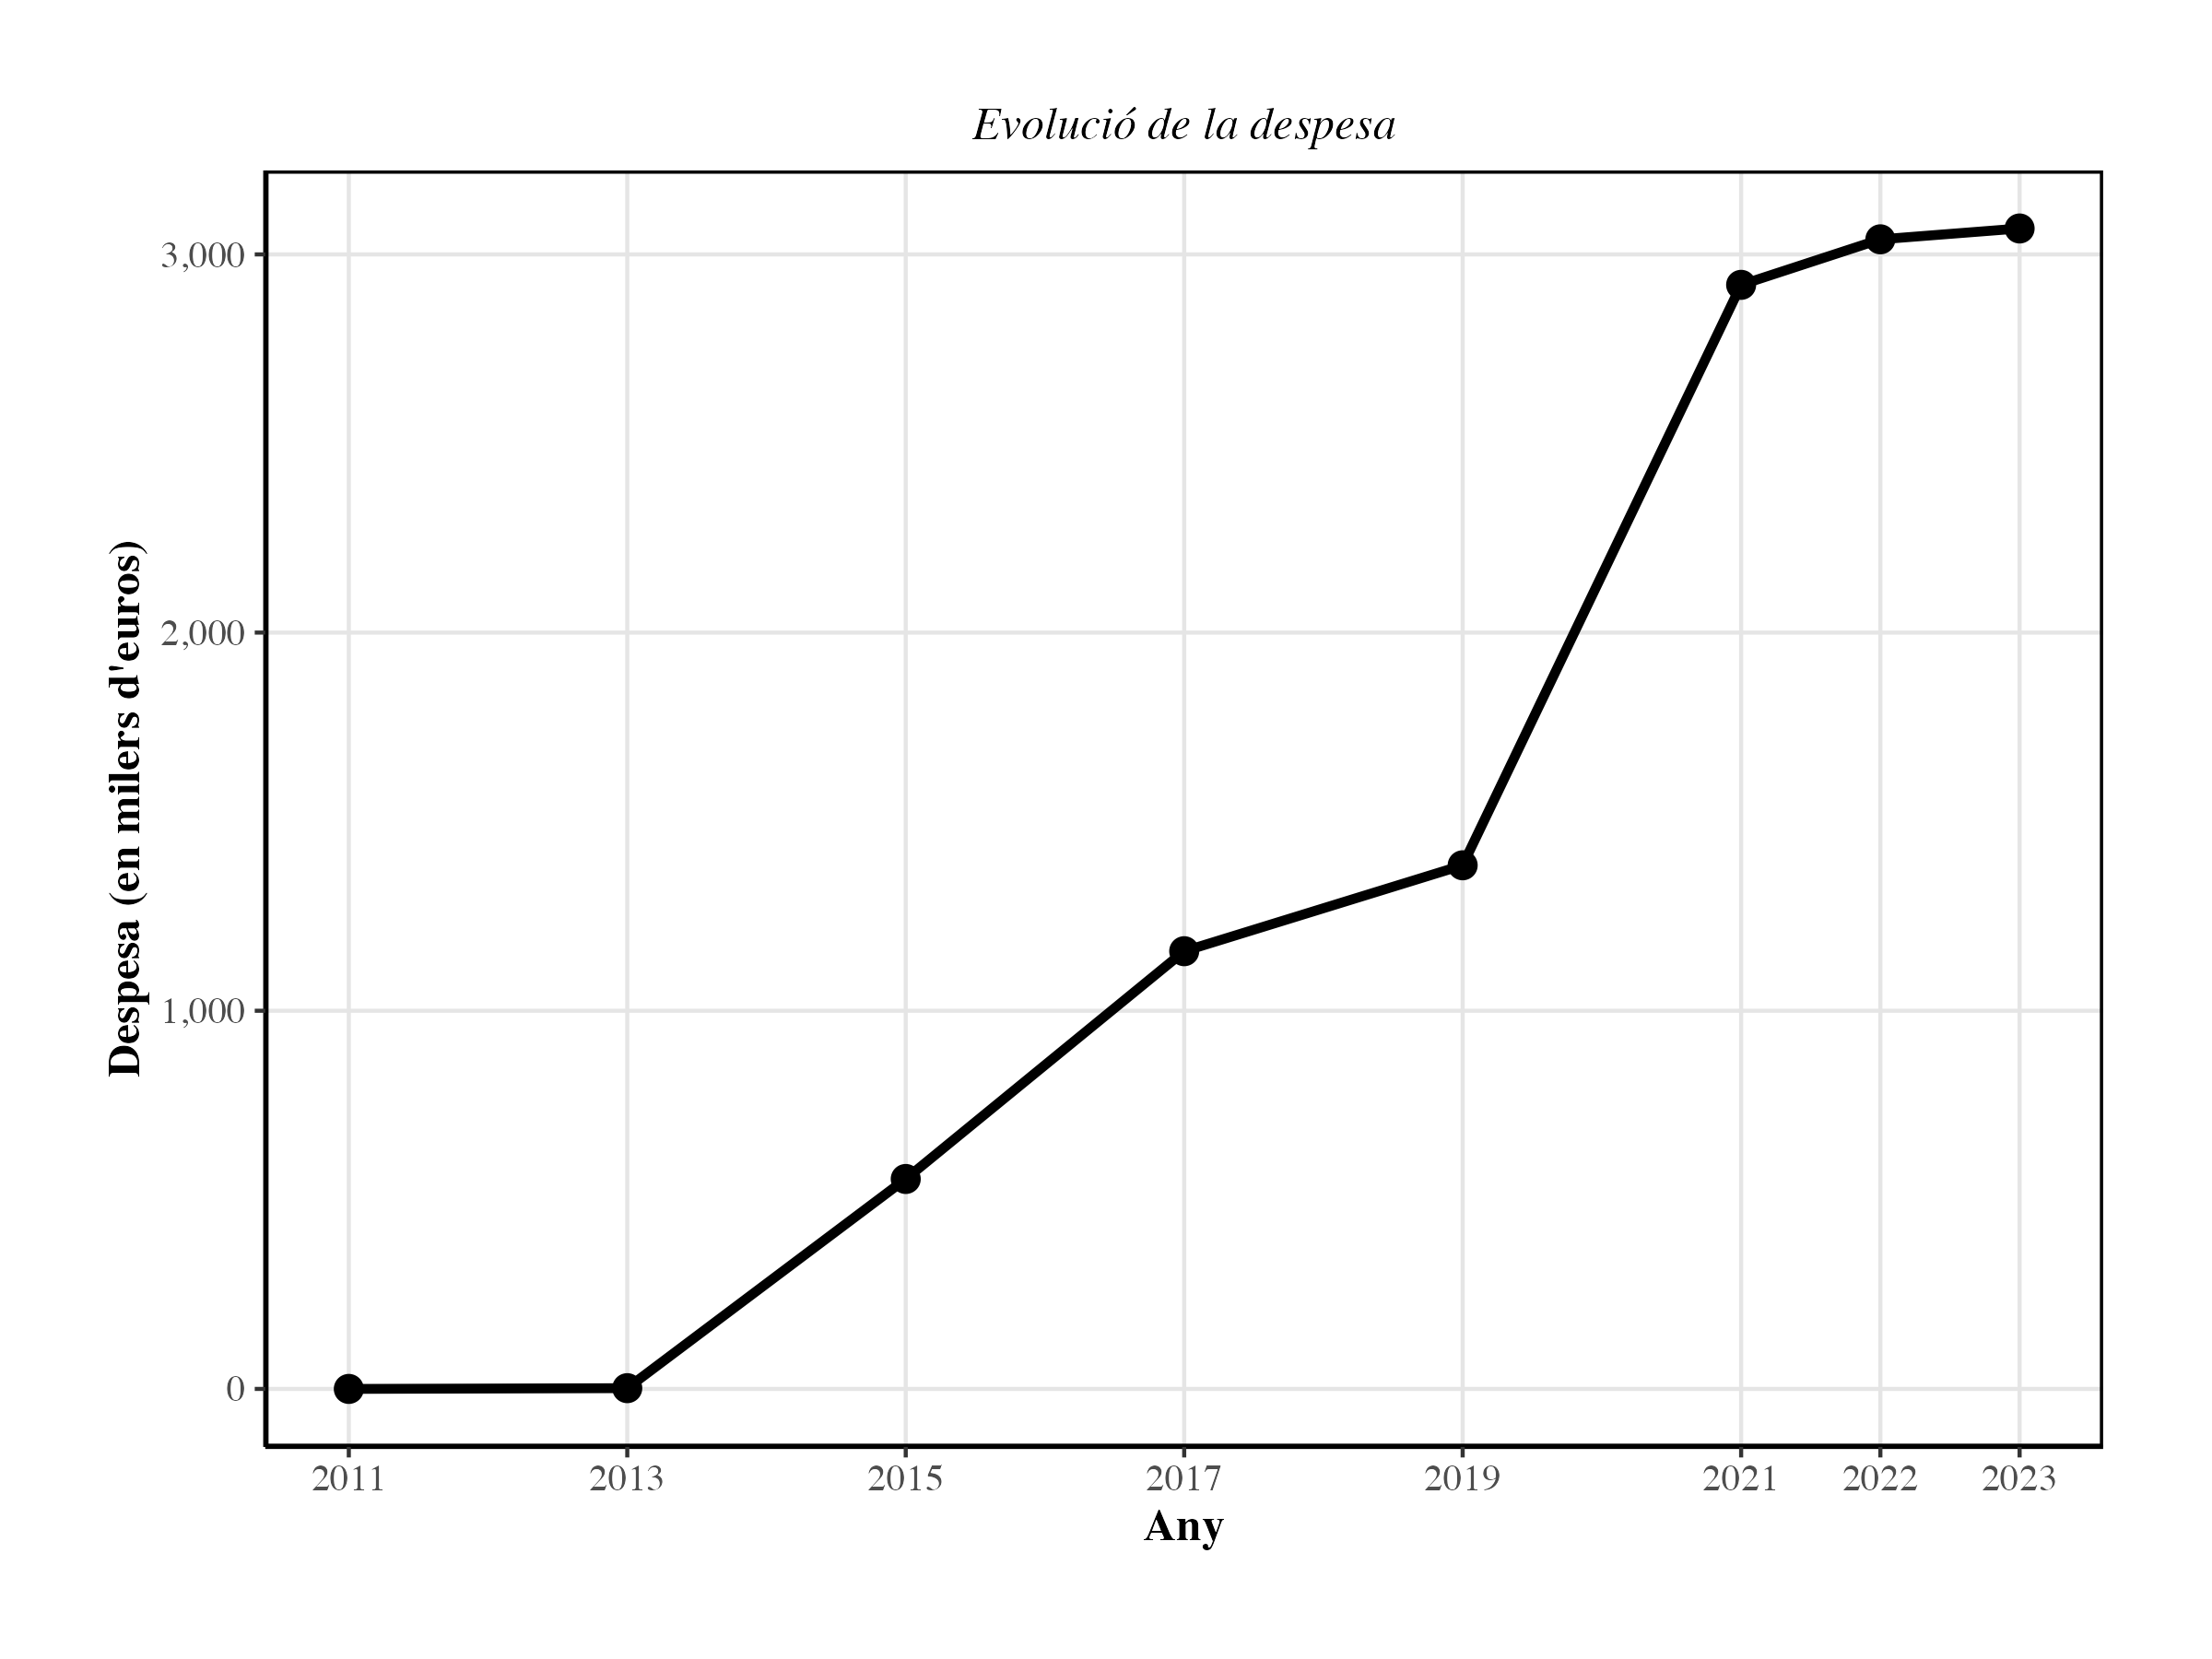 Evolució de la despesa
Despesa (en milers d'euros)
3,000
2,000
1,000
0
2011 2013 2015 2017 2019 2021 2022 2023
Any